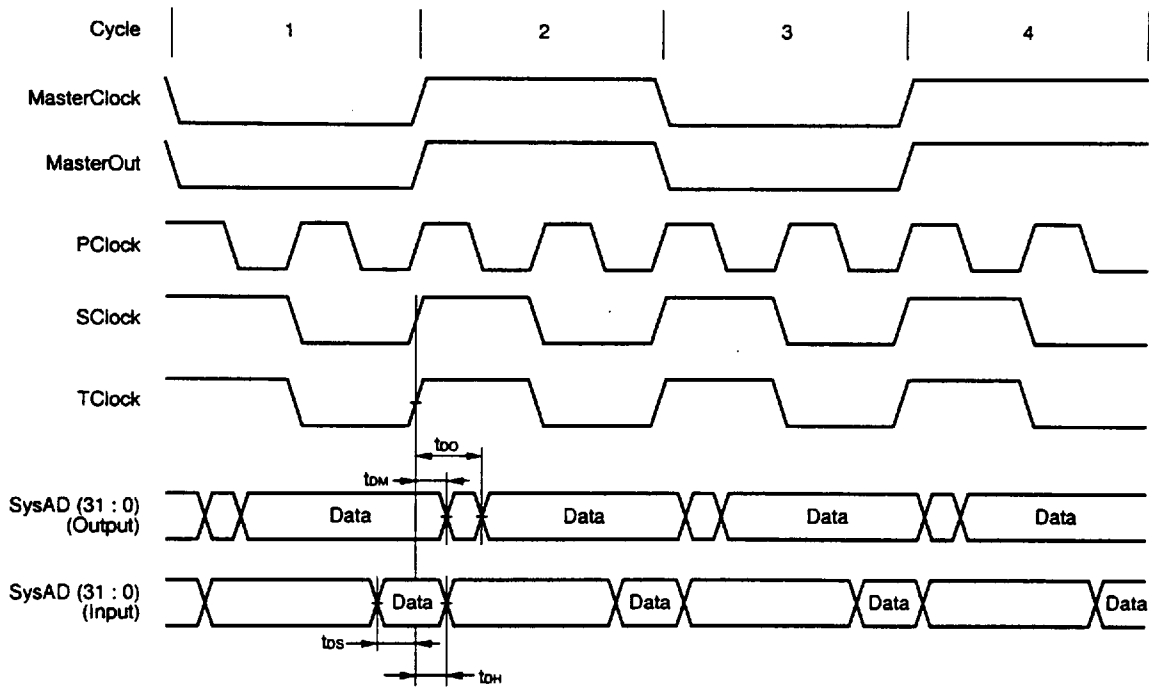 Cycle 1 2 3 4
MasterClock
MasterOut
PClock
SClock
TClock
tDO
tDM
SysAD (31 : 0)
(Output)
Data Data Data Data
SysAD (31 : 0)
(Input)
Data Data Data Data
tDS
tDH